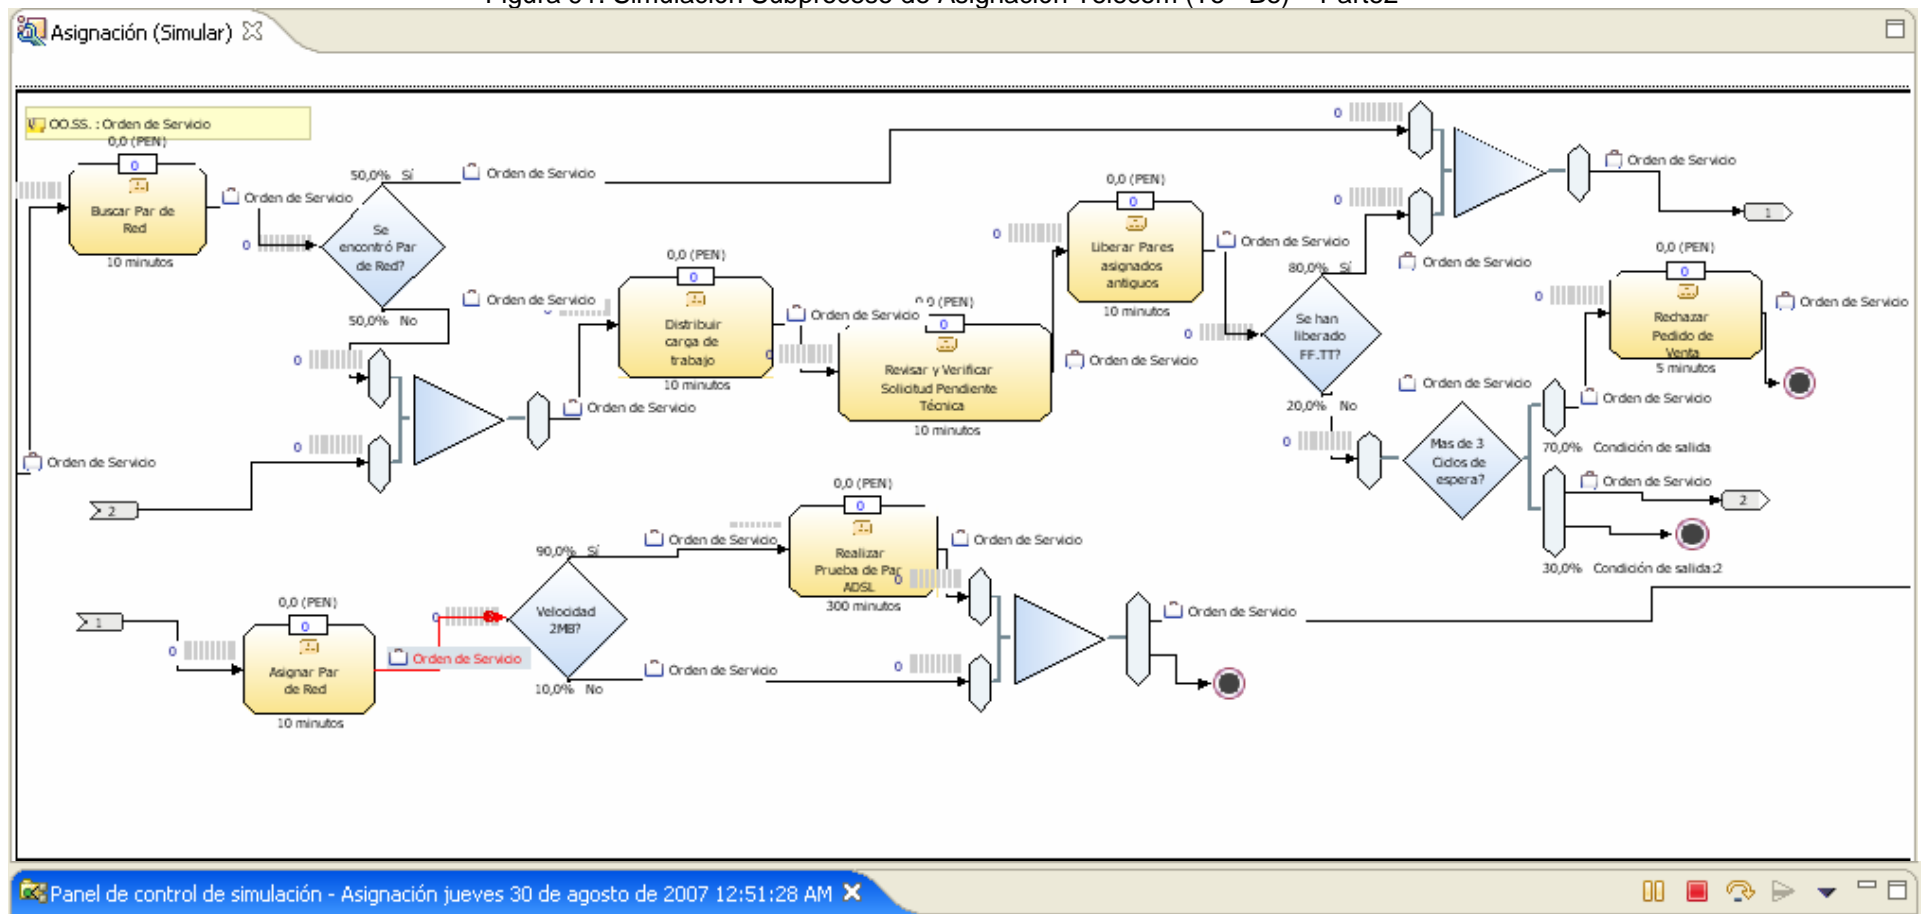 Asignación (Simular)
OO.SS. : Orden de Servicio
0,0 (PEN)
0
Buscar Par de
Red
10 minutos
Orden de Servicio
0
50,0% Sí
Orden de Servicio
Se
encontró Par
de Red?
50,0% No
Orden de Servicio
0,0 (PEN)
0
Distribuir
carga de
trabajo
10 minutos
Orden de Servicio
0
0
Orden de Servicio
Orden de Servicio
2
0
(PEN)
0
Revisar y Verificar
Solicitud Pendiente
Técnica
10 minutos
Orden de Servicio
0
0,0 (PEN)
0
Liberar Pares
asignados
antiguos
10 minutos
Orden de Servicio
0
80,0% Sí
Se han
liberado
FF.TT?
20,0% No
0
0
Orden de Servicio
Orden de Servicio
1
0,0 (PEN)
0
Rechazar
Pedido de
Venta
5 minutos
0
Orden de Servicio
Orden de Servicio
0
Mas de 3
Ciclos de
espera?
Orden de Servicio
70,0% Condición de salida
Orden de Servicio
2
30,0% Condición de salida:2
1
0
0,0 (PEN)
0
Asignar Par
de Red
10 minutos
Orden de Servicio
0
90,0% Sí
Velocidad
2MB?
10,0% No
Orden de Servicio
Orden de Servicio
0,0 (PEN)
0
Realizar
Prueba de Par
ADSL
300 minutos
Orden de Servicio
0
0
Orden de Servicio
Panel de control de simulación - Asignación jueves 30 de agosto de 2007 12:51:28 AM